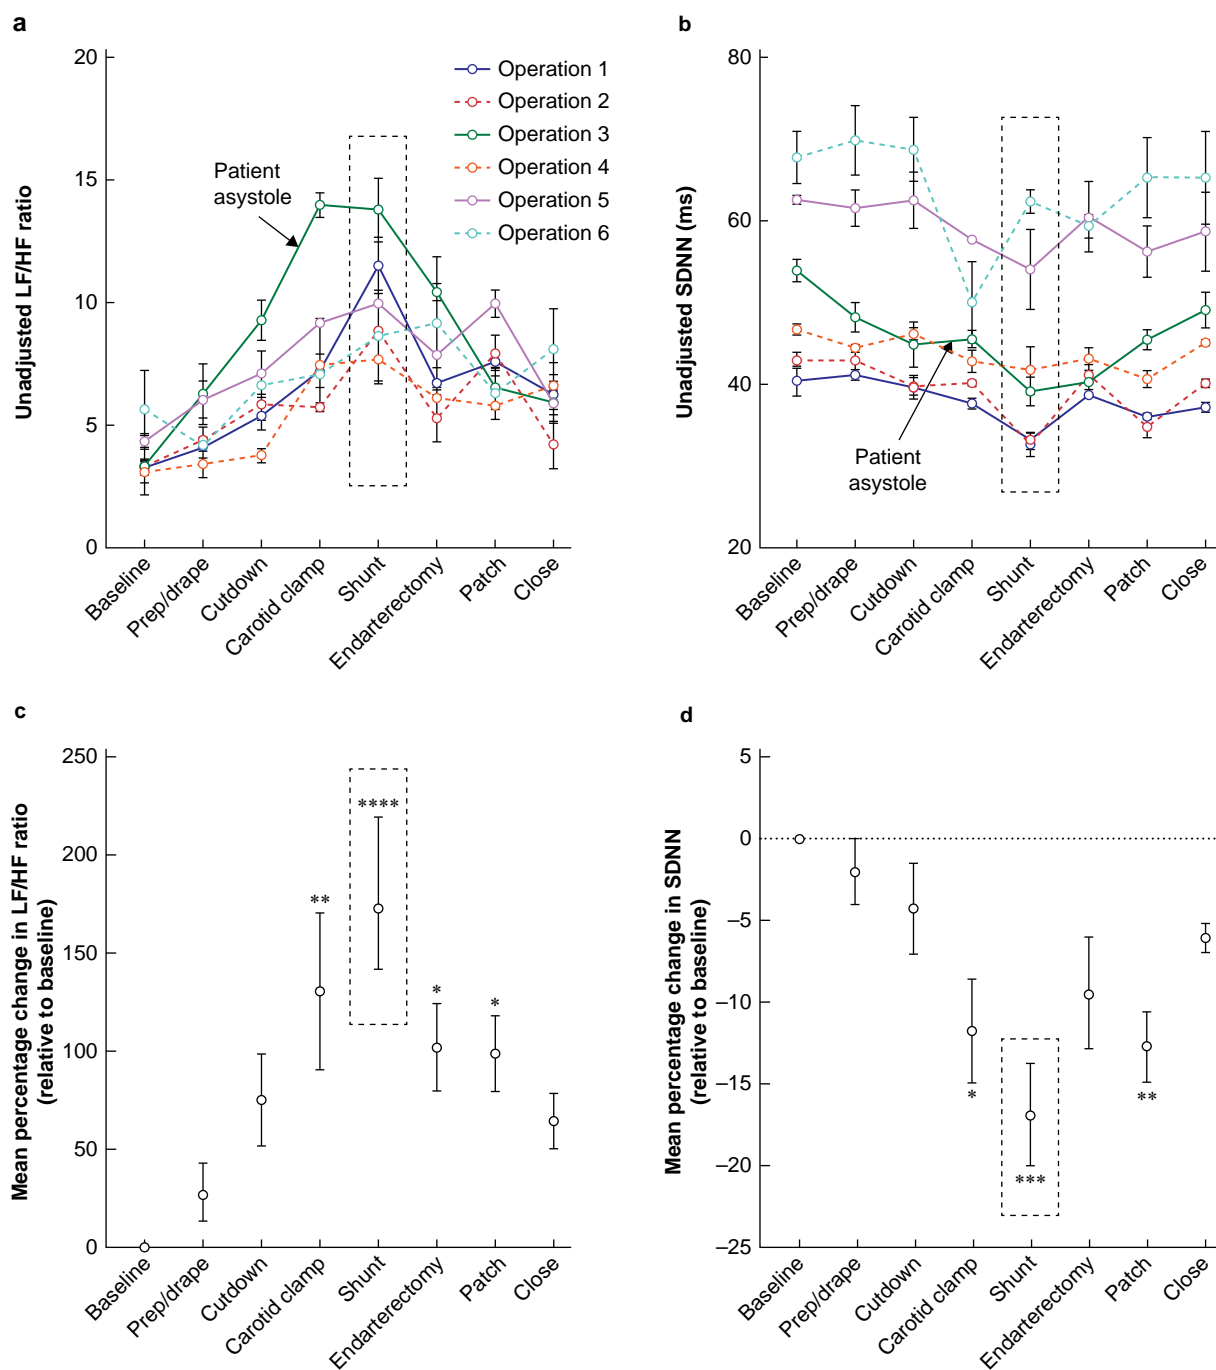 a
20
15
10
5
0
Unadjusted LF/HF ratio
Patient
asystole
Operation 1
Operation 2
Operation 3
Operation 4
Operation 5
Operation 6
Baseline
Prep/drape
Cutdown
Carotid clamp
Shunt
Endarterectomy
Patch
Close
b
80
60
40
20
Unadjusted SDNN (ms)
Patient
asystole
Baseline
Prep/drape
Cutdown
Carotid clamp
Shunt
Endarterectomy
Patch
Close
c
250
200
150
100
50
0
Mean percentage change in LF/HF ratio
(relative to baseline)
**
****
*
*
Baseline
Prep/drape
Cutdown
Carotid clamp
Shunt
Endarterectomy
Patch
Close
d
5
0
–5
–10
–15
–20
–25
Mean percentage change in SDNN
(relative to baseline)
*
***
**
Baseline
Prep/drape
Cutdown
Carotid clamp
Shunt
Endarterectomy
Patch
Close